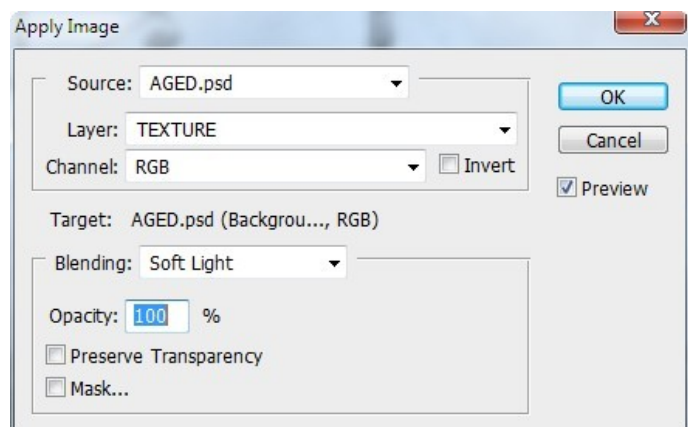 Apply Image
Source: AGED.psd
OK
Layer: TEXTURE
Cancel
Channel: RGB Invert
Preview
Target: AGED.psd (Backgrou..., RGB)
Blending: Soft Light
Opacity: 100 %
Preserve Transparency
Mask...